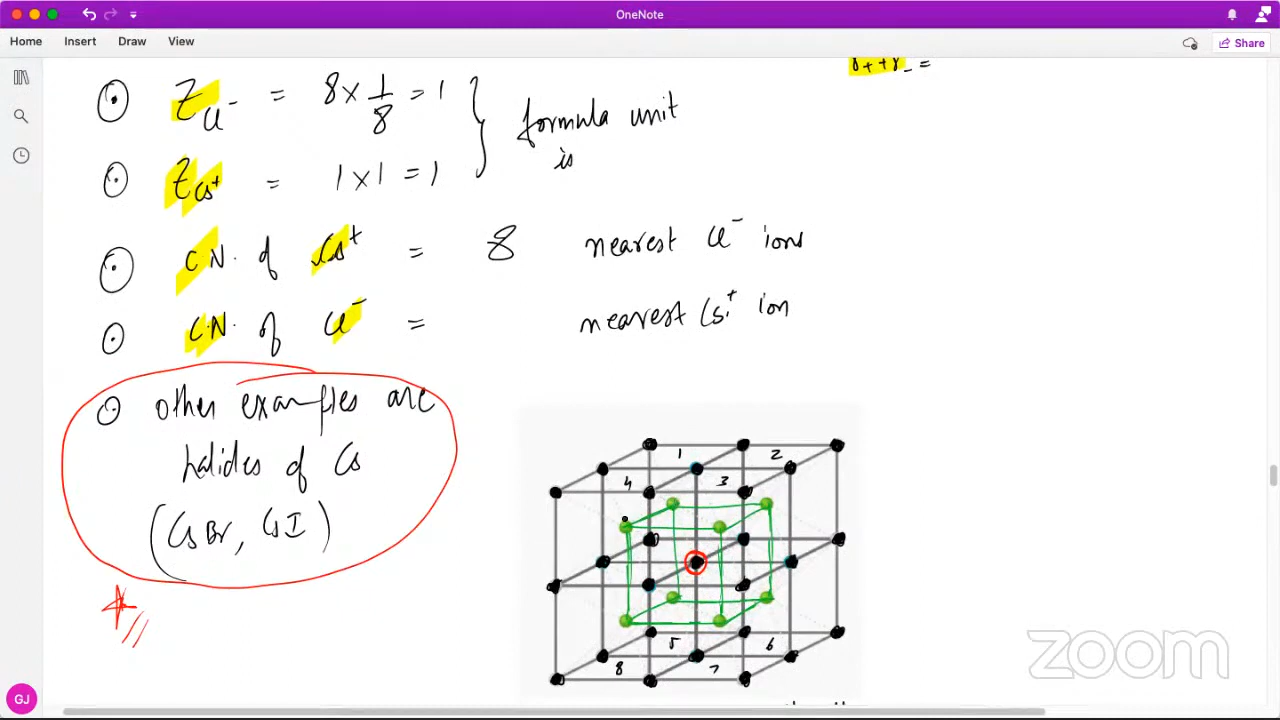 OneNote
Home Insert Draw View
Share
r₊+r₋ =
Z Cl⁻ = 8 × 1/8 = 1
formula unit
is
Z Cs⁺ = 1 × 1 = 1
C.N. of Cs⁺ = 8 nearest Cl⁻ ions
C.N. of Cl⁻ = nearest Cs⁺ ion
other examples are
halides of Cs
(CsBr, CsI)
1 2
4 3
5 6
8 7
zoom
GJ